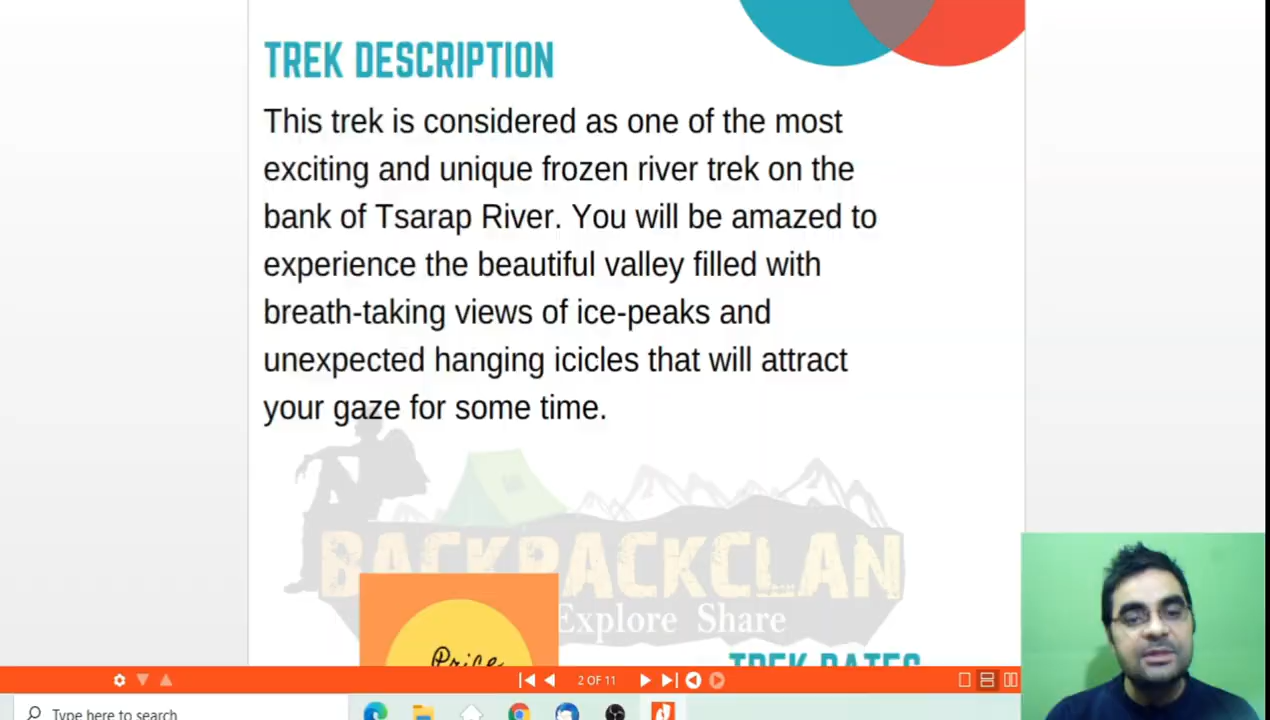 TREK DESCRIPTION
This trek is considered as one of the most
exciting and unique frozen river trek on the
bank of Tsarap River. You will be amazed to
experience the beautiful valley filled with
breath-taking views of ice-peaks and
unexpected hanging icicles that will attract
your gaze for some time.
BACKPACKCLAN
Explore Share
Price
TREK DATES
2 OF 11
Type here to search